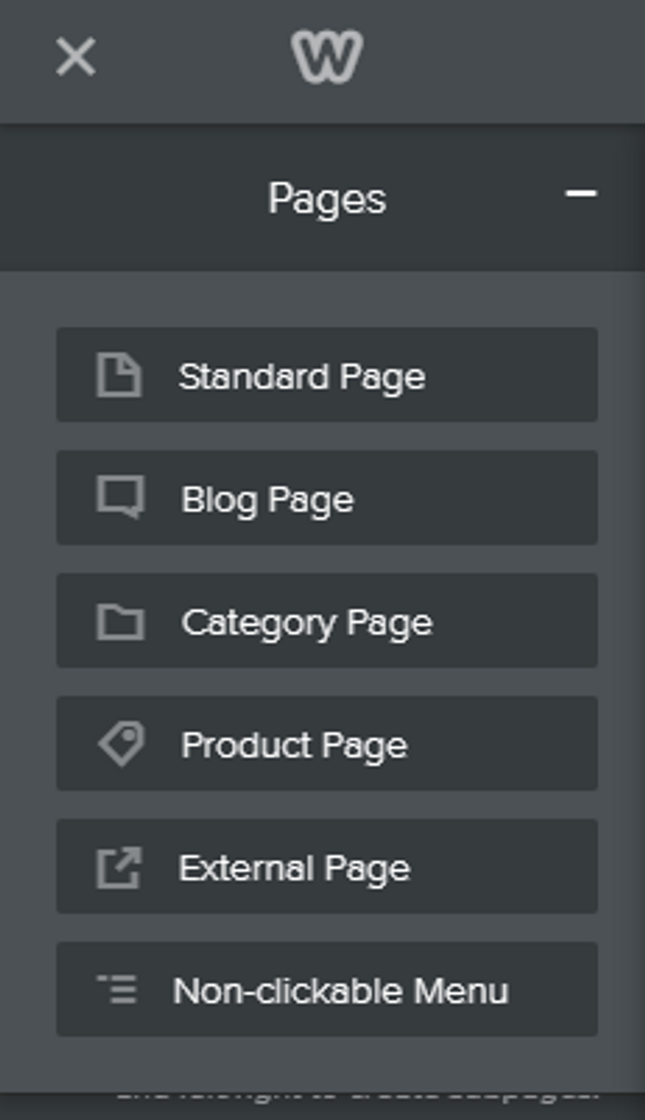 Pages
Standard Page
Blog Page
Category Page
Product Page
External Page
Non-clickable Menu